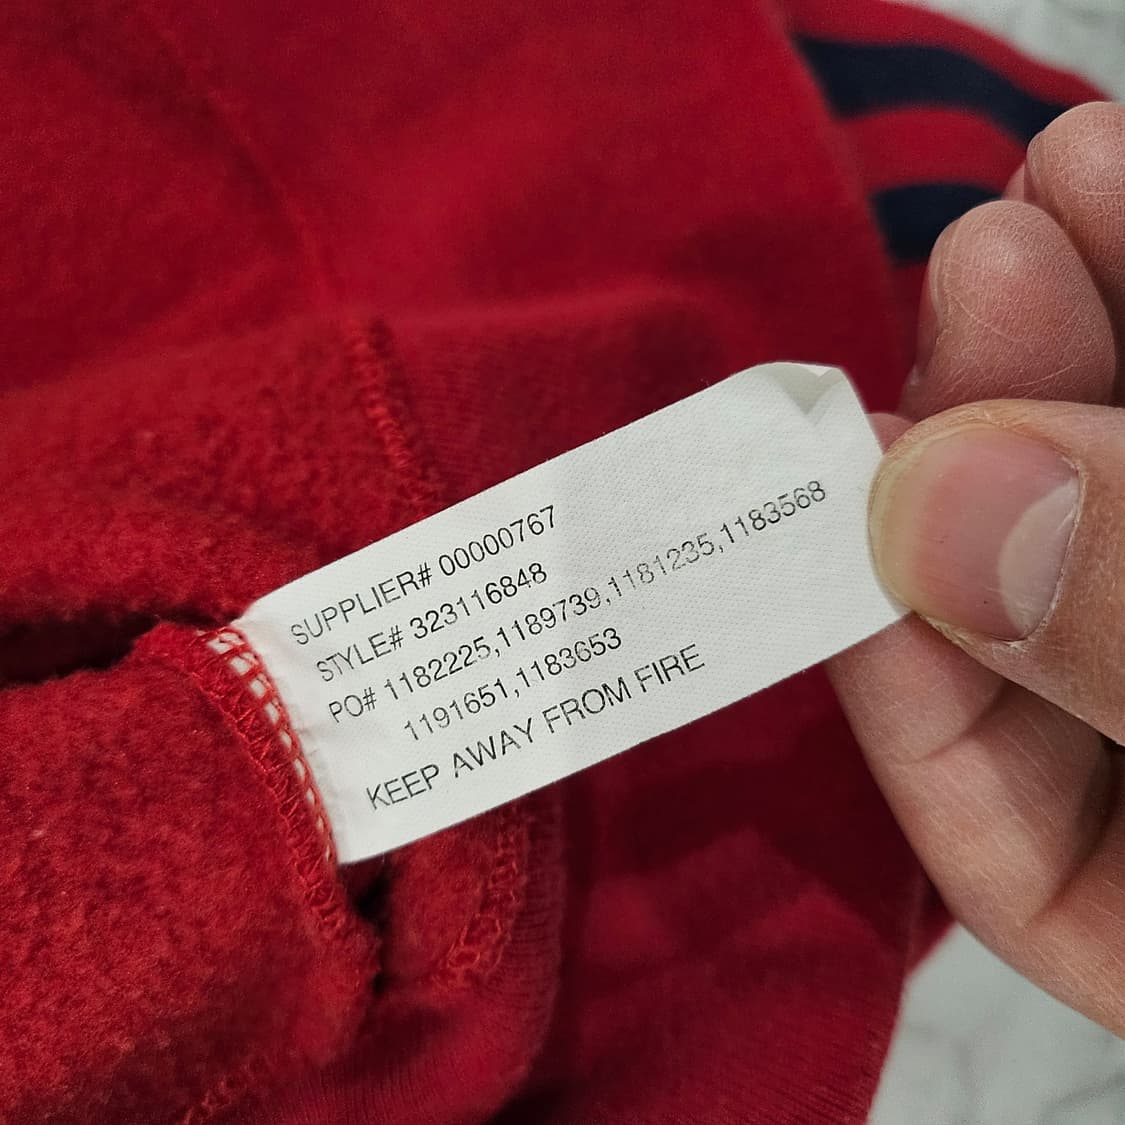 SUPPLIER# 00000767
STYLE# 323116848
PO# 1182225,1189739,1181235,1183568
1191651,1183653
KEEP AWAY FROM FIRE